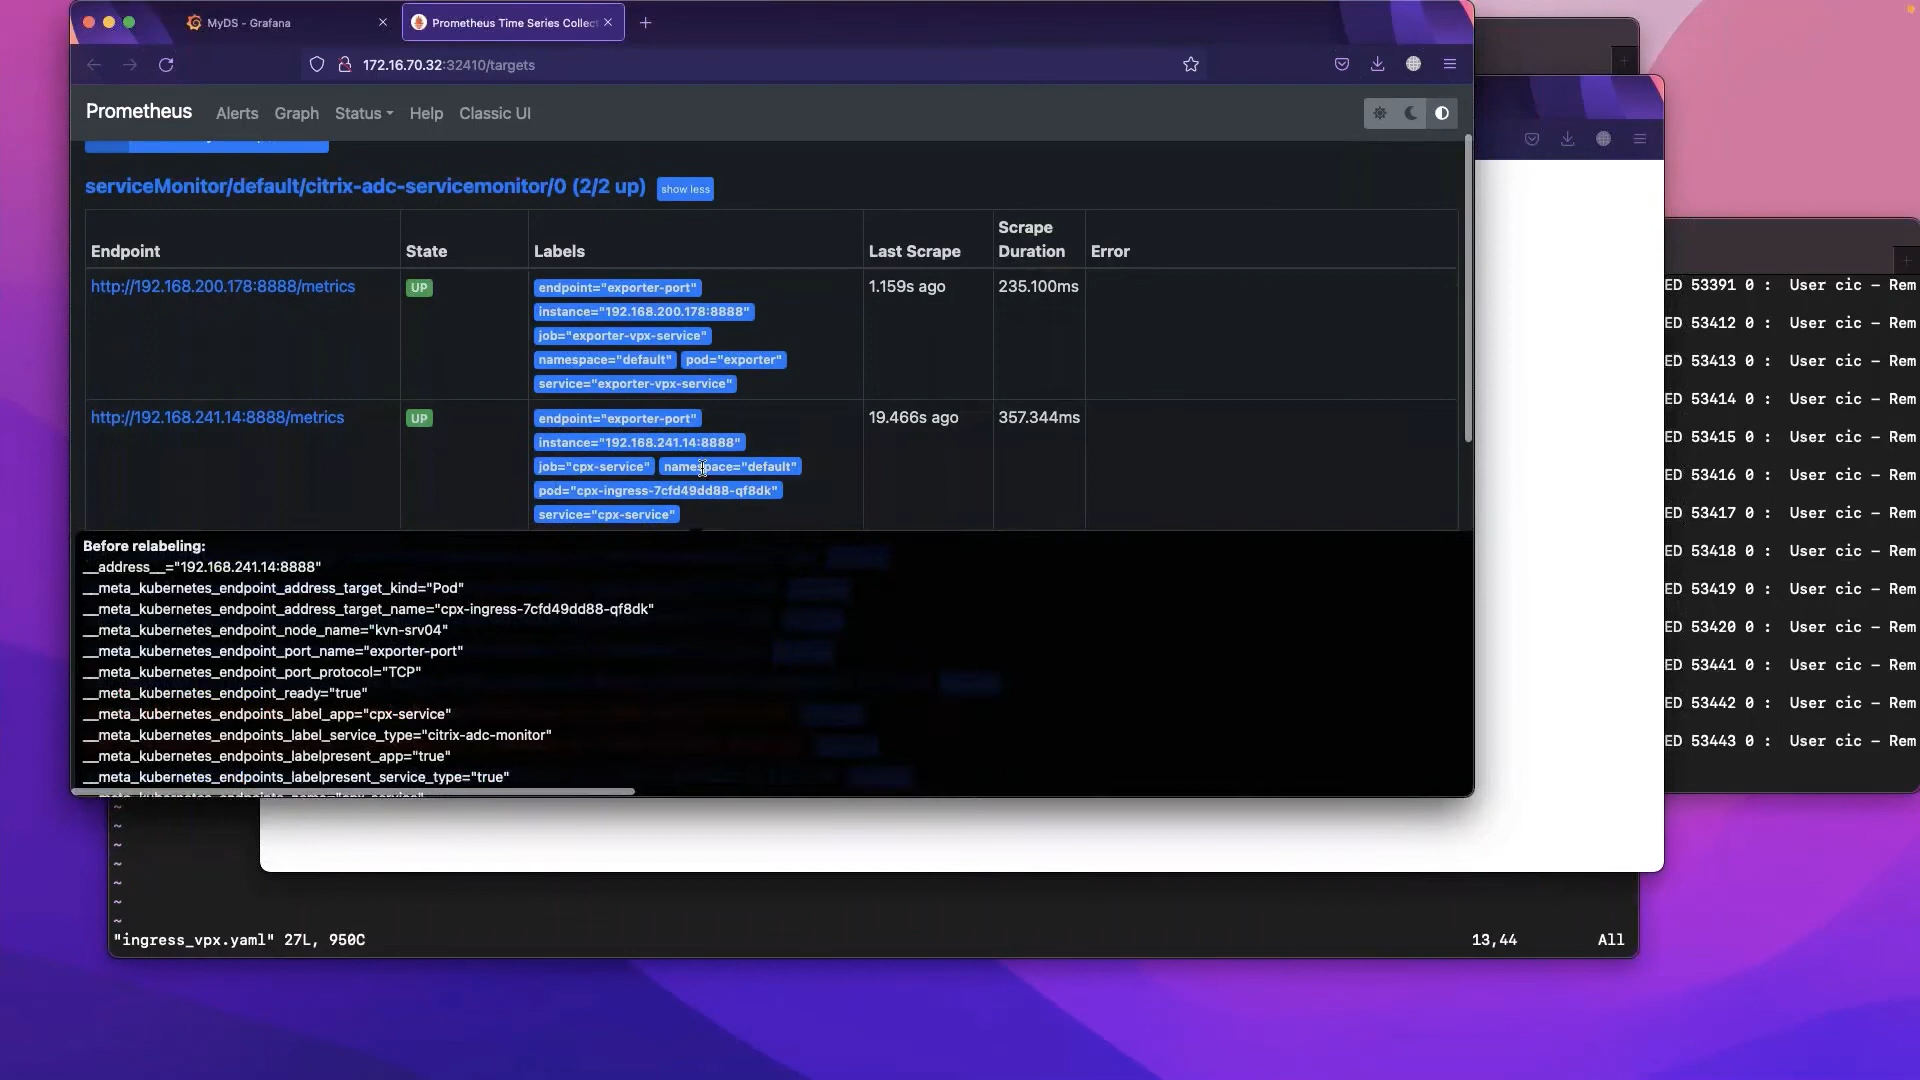 MyDS - Grafana
Prometheus Time Series Collec
172.16.70.32:32410/targets
Prometheus Alerts Graph Status Help Classic UI
serviceMonitor/default/citrix-adc-servicemonitor/0 (2/2 up) show less
Endpoint State Labels Last Scrape Scrape Duration Error
http://192.168.200.178:8888/metrics UP endpoint="exporter-port" 1.159s ago 235.100ms
instance="192.168.200.178:8888"
job="exporter-vpx-service"
namespace="default" pod="exporter"
service="exporter-vpx-service"
http://192.168.241.14:8888/metrics UP endpoint="exporter-port" 19.466s ago 357.344ms
instance="192.168.241.14:8888"
job="cpx-service" namespace="default"
pod="cpx-ingress-7cfd49dd88-qf8dk"
service="cpx-service"
Before relabeling:
__address__="192.168.241.14:8888"
__meta_kubernetes_endpoint_address_target_kind="Pod"
__meta_kubernetes_endpoint_address_target_name="cpx-ingress-7cfd49dd88-qf8dk"
__meta_kubernetes_endpoint_node_name="kvn-srv04"
__meta_kubernetes_endpoint_port_name="exporter-port"
__meta_kubernetes_endpoint_port_protocol="TCP"
__meta_kubernetes_endpoint_ready="true"
__meta_kubernetes_endpoints_label_app="cpx-service"
__meta_kubernetes_endpoints_label_service_type="citrix-adc-monitor"
__meta_kubernetes_endpoints_labelpresent_app="true"
__meta_kubernetes_endpoints_labelpresent_service_type="true"
ED 53391 0 : User cic – Rem
ED 53412 0 : User cic – Rem
ED 53413 0 : User cic – Rem
ED 53414 0 : User cic – Rem
ED 53415 0 : User cic – Rem
ED 53416 0 : User cic – Rem
ED 53417 0 : User cic – Rem
ED 53418 0 : User cic – Rem
ED 53419 0 : User cic – Rem
ED 53420 0 : User cic – Rem
ED 53441 0 : User cic – Rem
ED 53442 0 : User cic – Rem
ED 53443 0 : User cic – Rem
~
~
~
~
~
~
~
"ingress_vpx.yaml" 27L, 950C 13,44 All